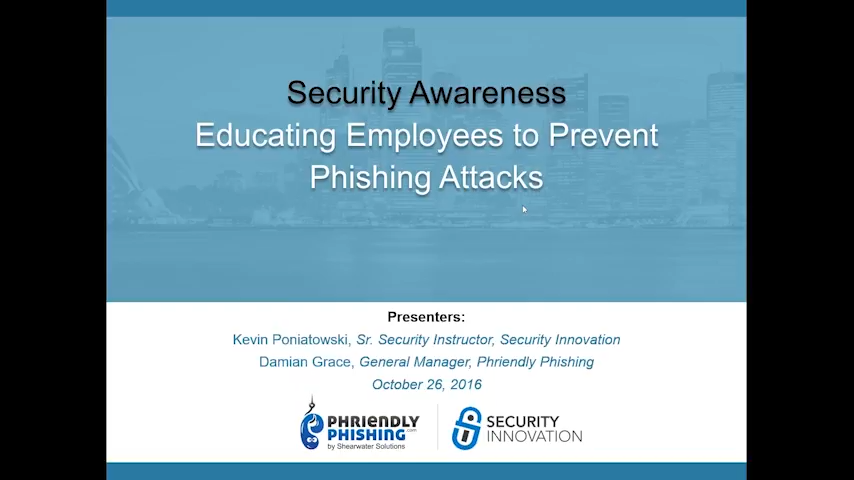 Security Awareness
Educating Employees to Prevent
Phishing Attacks
Presenters:
Kevin Poniatowski, Sr. Security Instructor, Security Innovation
Damian Grace, General Manager, Phriendly Phishing
October 26, 2016
PHRIENDLY
PHISHING.com
by Shearwater Solutions
SECURITY
INNOVATION